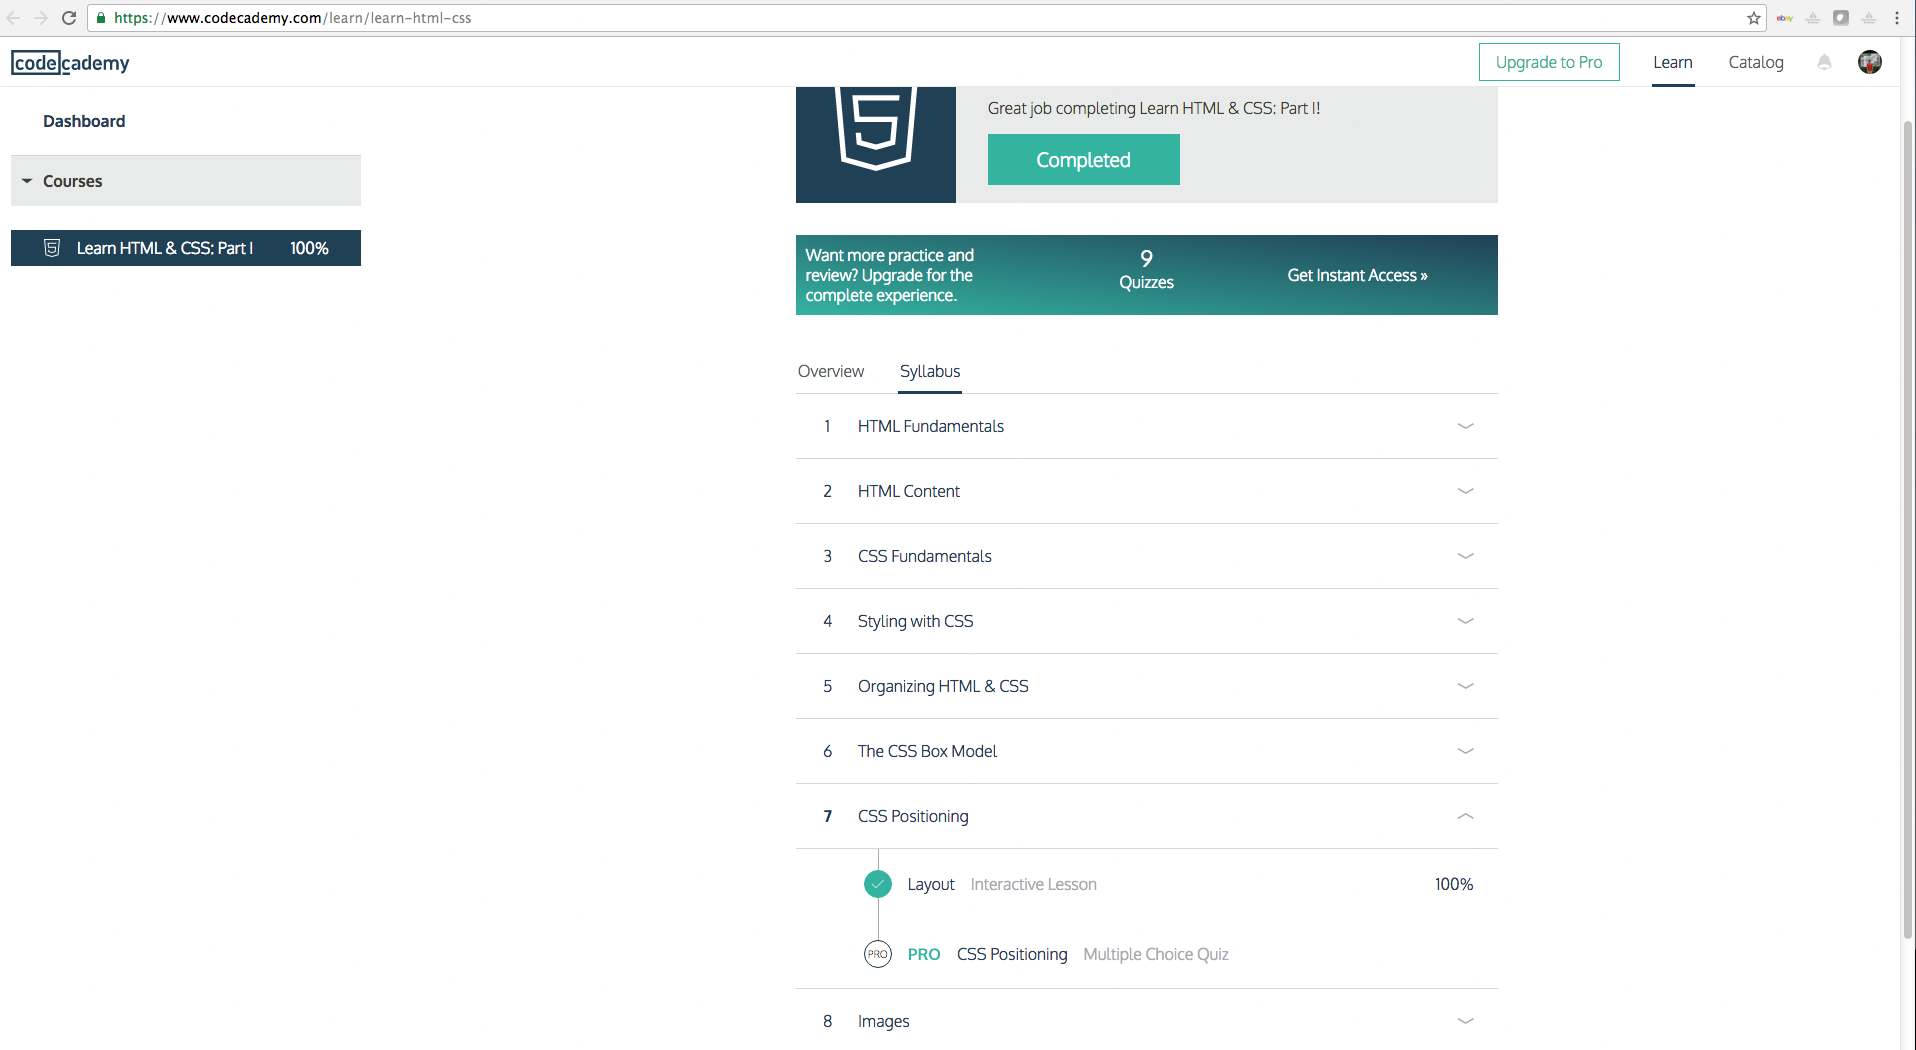 https://www.codecademy.com/learn/learn-html-css
ebay
codecademy
Upgrade to Pro
Learn
Catalog
Dashboard
Courses
Learn HTML & CSS: Part I 100%
Great job completing Learn HTML & CSS: Part I!
Completed
Want more practice and
review? Upgrade for the
complete experience.
9
Quizzes
Get Instant Access »
Overview
Syllabus
1 HTML Fundamentals
2 HTML Content
3 CSS Fundamentals
4 Styling with CSS
5 Organizing HTML & CSS
6 The CSS Box Model
7 CSS Positioning
Layout Interactive Lesson 100%
PRO PRO CSS Positioning Multiple Choice Quiz
8 Images